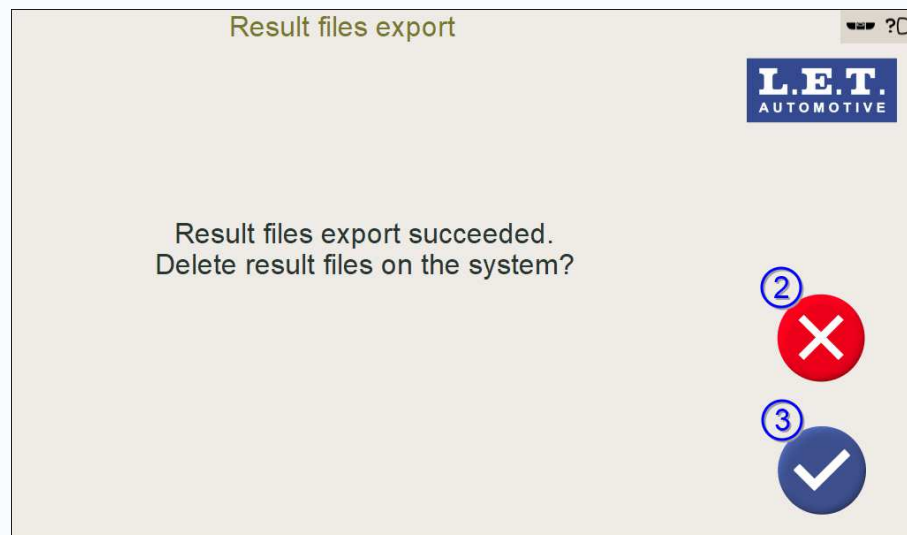 Result files export
?
L.E.T.
AUTOMOTIVE
Result files export succeeded.
Delete result files on the system?
2
3